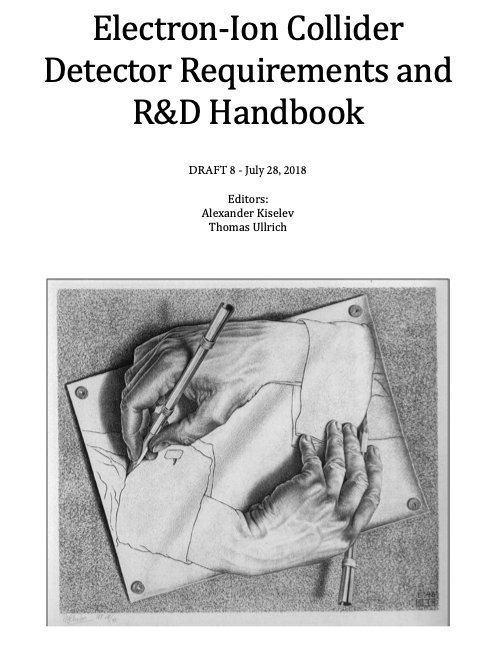 Electron-Ion Collider
Detector Requirements and
R&D Handbook
DRAFT 8 - July 28, 2018
Editors:
Alexander Kiselev
Thomas Ullrich